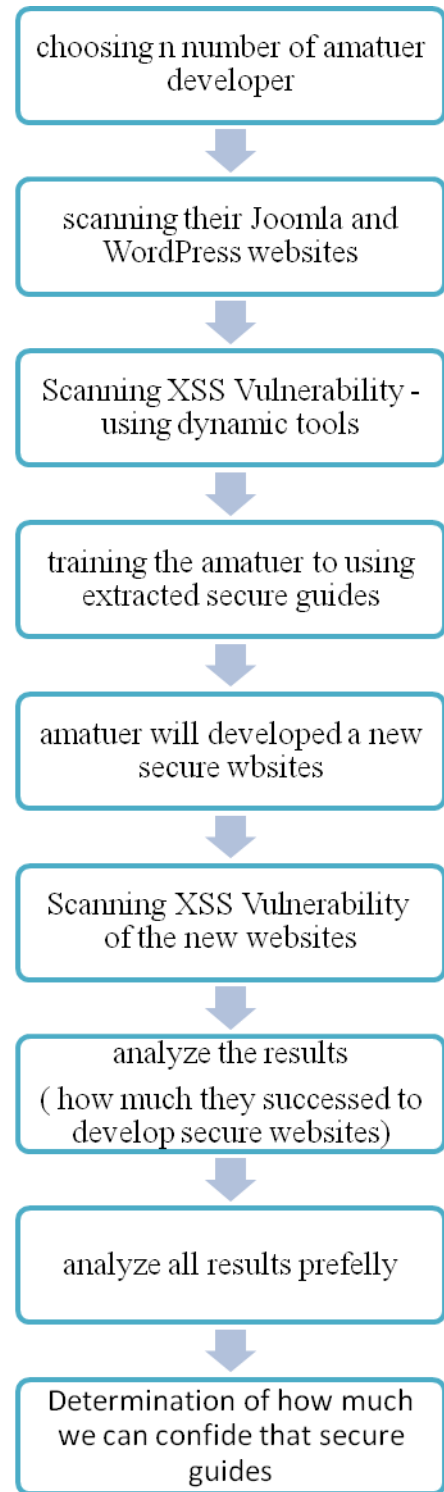 choosing n number of amatuer
developer
scanning their Joomla and
WordPress websites
Scanning XSS Vulnerability -
using dynamic tools
training the amatuer to using
extracted secure guides
amatuer will developed a new
secure wbsites
Scanning XSS Vulnerability
of the new websites
analyze the results
( how much they successed to
develop secure websites)
analyze all results prefelly
Determination of how much
we can confide that secure
guides